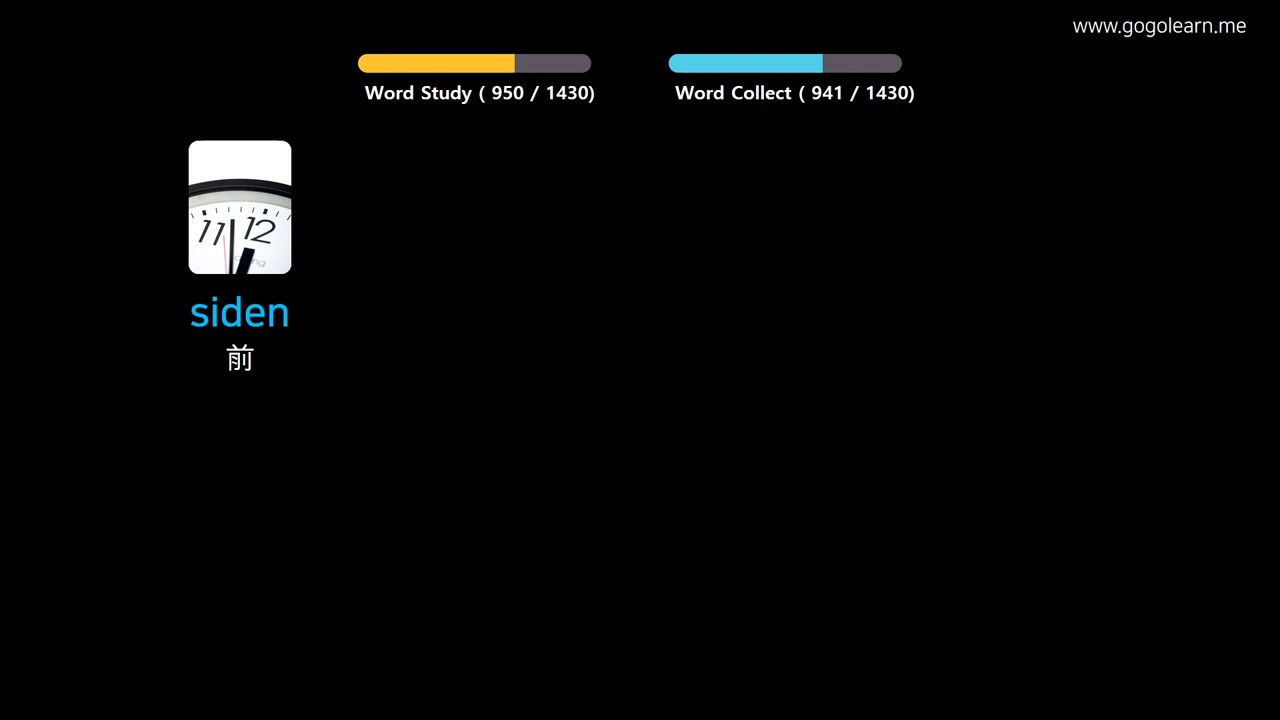 www.gogolearn.me
Word Study ( 950 / 1430)
Word Collect ( 941 / 1430)
11 12
siden
前